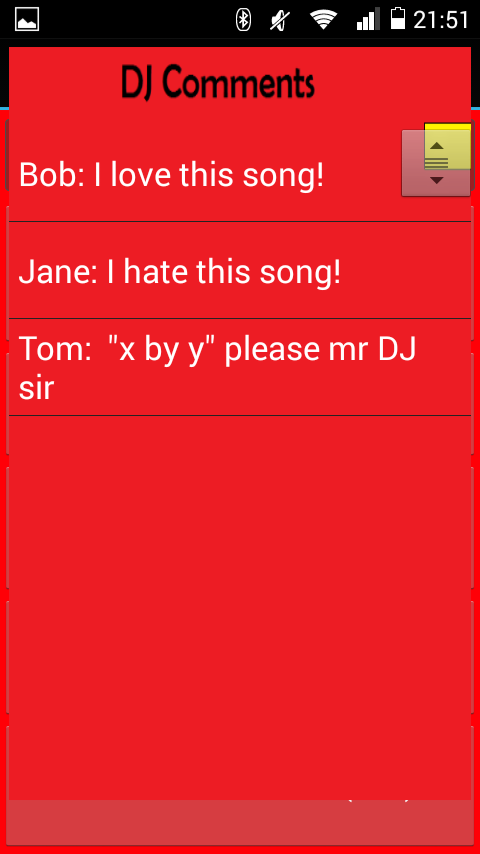 21:51
DJ Comments
Bob: I love this song!
Jane: I hate this song!
Tom:  "x by y" please mr DJ
sir